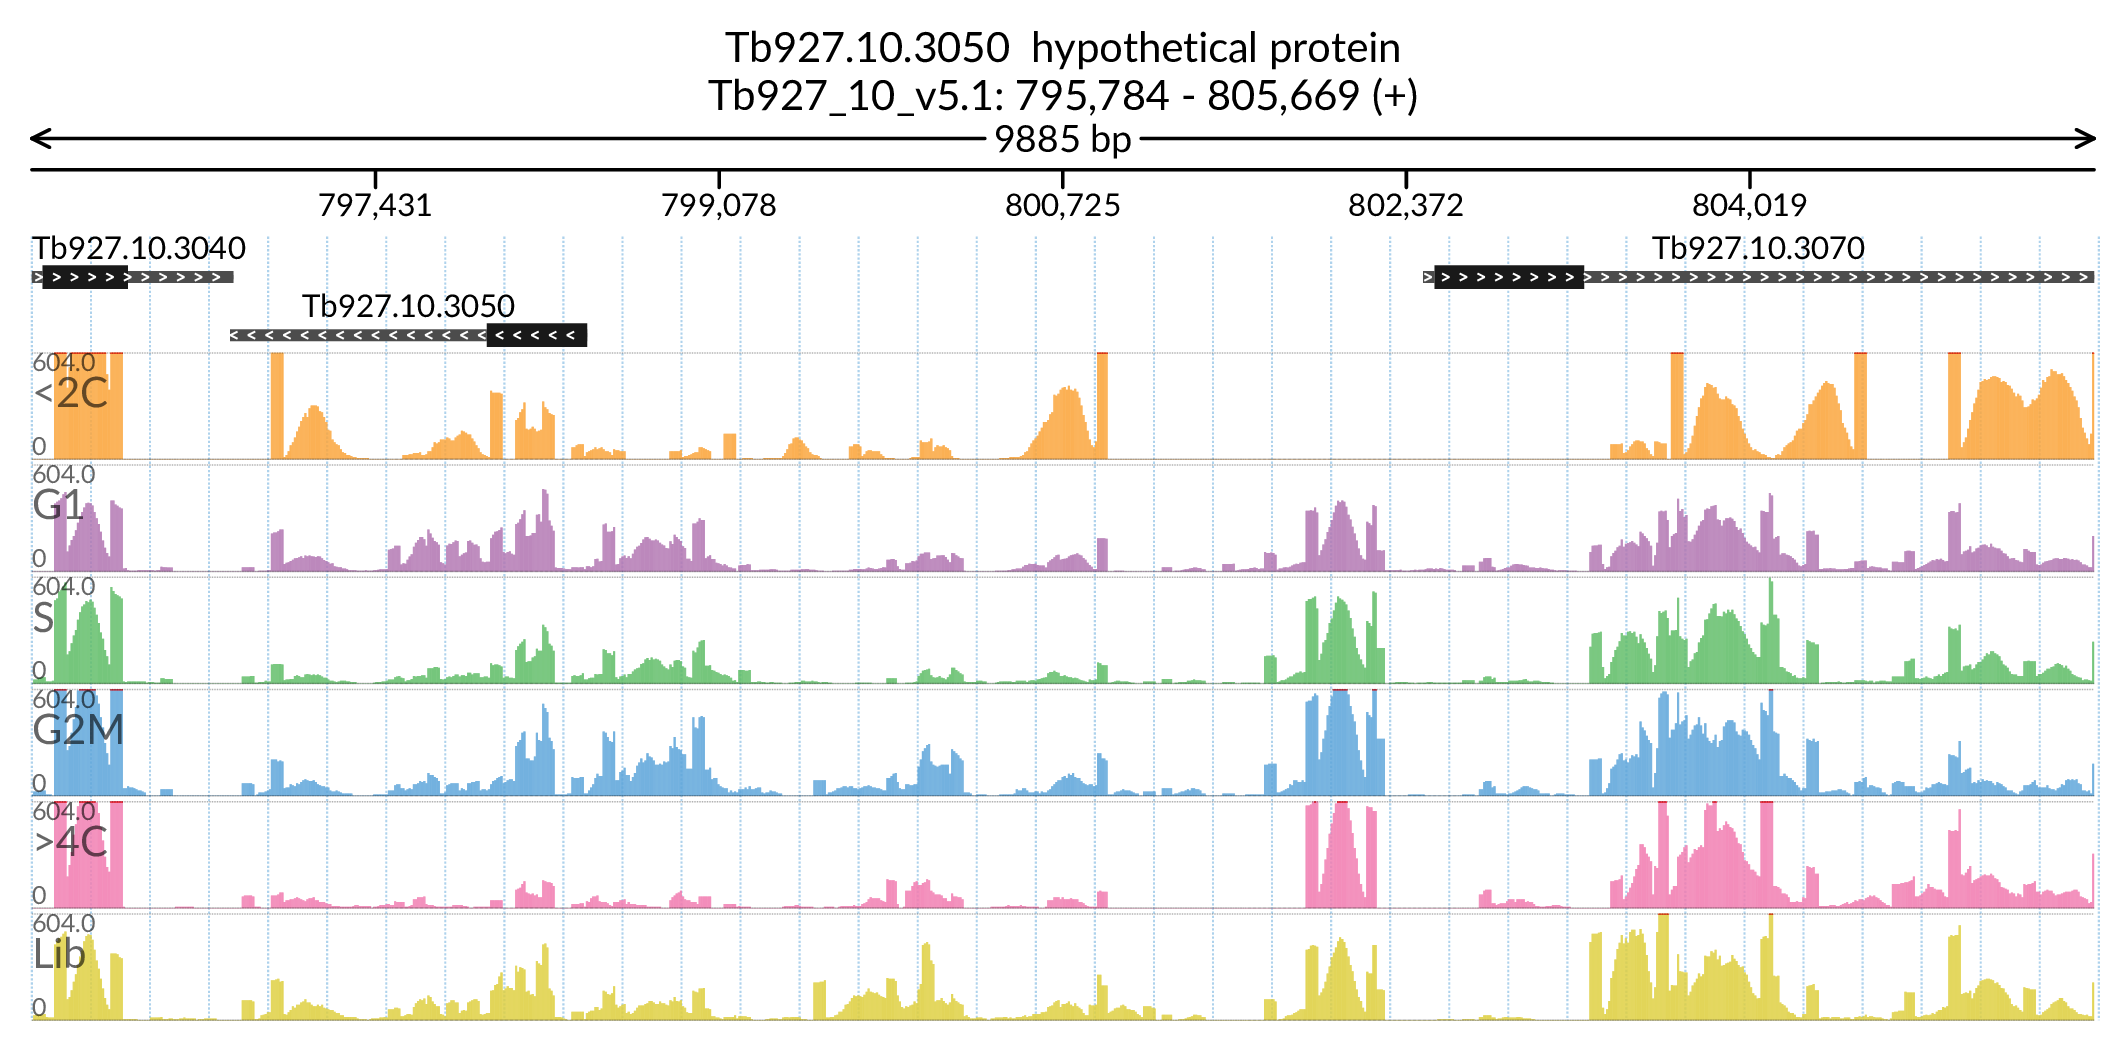 Tb927.10.3050  hypothetical protein
Tb927_10_v5.1: 795,784 - 805,669 (+)
9885 bp
797,431 799,078 800,725 802,372 804,019
Tb927.10.3040 Tb927.10.3070
Tb927.10.3050
604.0
<2C
0
604.0
G1
0
604.0
S
0
604.0
G2M
0
604.0
>4C
0
604.0
Lib
0